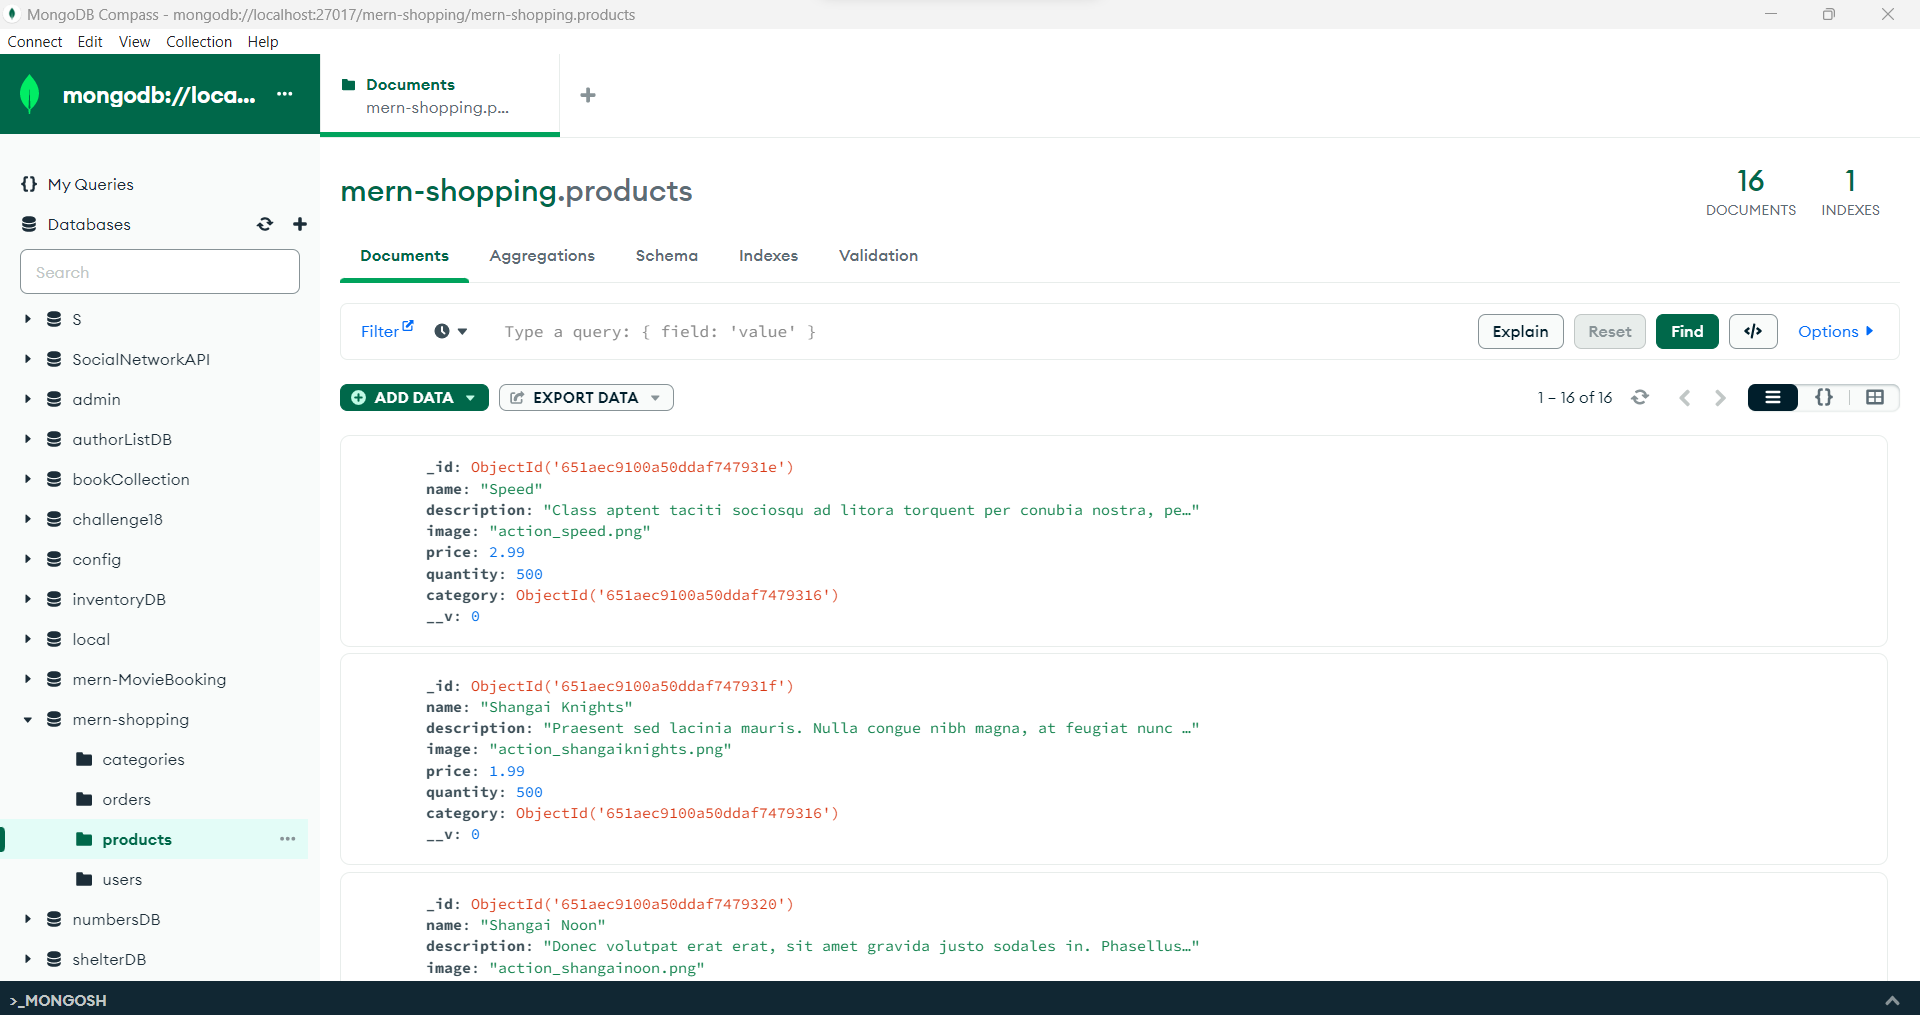 MongoDB Compass - mongodb://localhost:27017/mern-shopping/mern-shopping.products
Connect Edit View Collection Help
mongodb://loca... ...
Documents
mern-shopping.p...
My Queries
Databases
Search
S
SocialNetworkAPI
admin
authorListDB
bookCollection
challenge18
config
inventoryDB
local
mern-MovieBooking
mern-shopping
categories
orders
products ...
users
numbersDB
shelterDB
mern-shopping.products
16
DOCUMENTS
1
INDEXES
Documents Aggregations Schema Indexes Validation
Filter Type a query: { field: 'value' } Explain Reset Find </> Options
ADD DATA EXPORT DATA 1 – 16 of 16 {}
_id: ObjectId('651aec9100a50ddaf747931e')
name: "Speed"
description: "Class aptent taciti sociosqu ad litora torquent per conubia nostra, pe…"
image: "action_speed.png"
price: 2.99
quantity: 500
category: ObjectId('651aec9100a50ddaf7479316')
__v: 0
_id: ObjectId('651aec9100a50ddaf747931f')
name: "Shangai Knights"
description: "Praesent sed lacinia mauris. Nulla congue nibh magna, at feugiat nunc …"
image: "action_shangaiknights.png"
price: 1.99
quantity: 500
category: ObjectId('651aec9100a50ddaf7479316')
__v: 0
_id: ObjectId('651aec9100a50ddaf7479320')
name: "Shangai Noon"
description: "Donec volutpat erat erat, sit amet gravida justo sodales in. Phasellus…"
image: "action_shangainoon.png"
>_MONGOSH